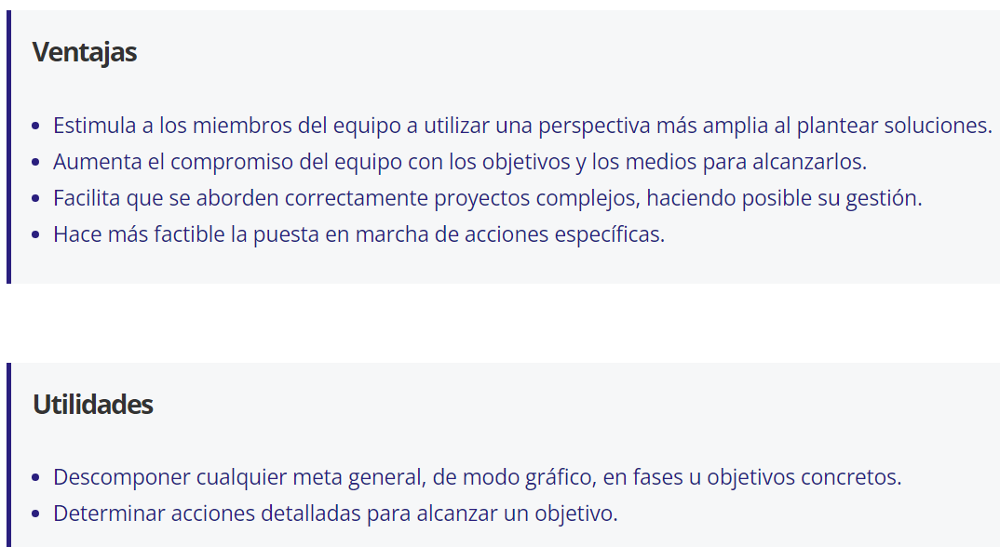 Ventajas
• Estimula a los miembros del equipo a utilizar una perspectiva más amplia al plantear soluciones.
• Aumenta el compromiso del equipo con los objetivos y los medios para alcanzarlos.
• Facilita que se aborden correctamente proyectos complejos, haciendo posible su gestión.
• Hace más factible la puesta en marcha de acciones específicas.
Utilidades
• Descomponer cualquier meta general, de modo gráfico, en fases u objetivos concretos.
• Determinar acciones detalladas para alcanzar un objetivo.